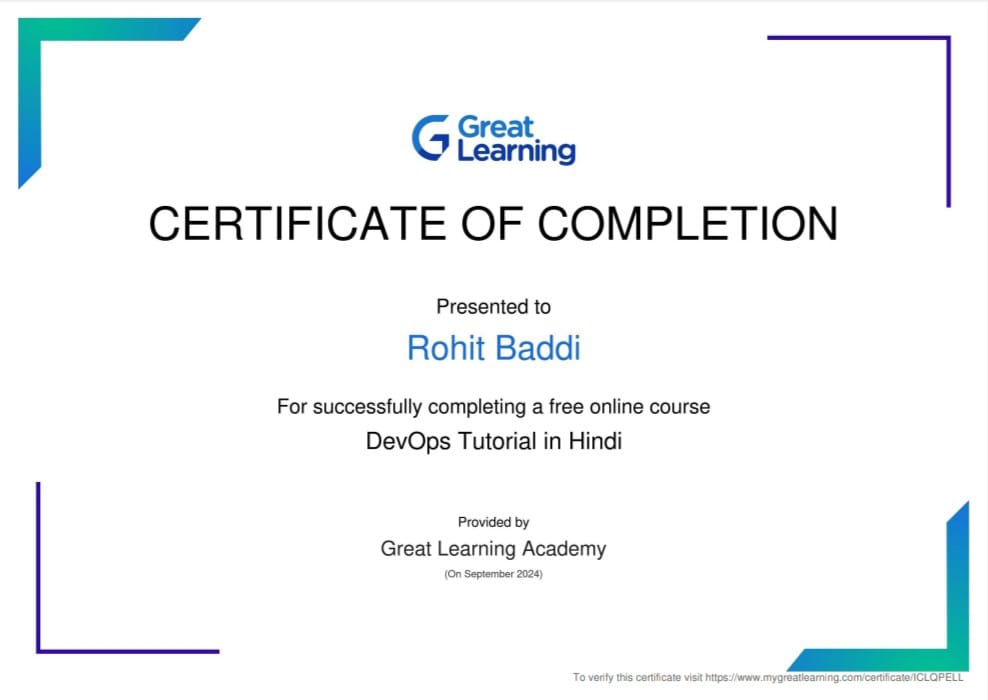 Great
Learning
CERTIFICATE OF COMPLETION
Presented to
Rohit Baddi
For successfully completing a free online course
DevOps Tutorial in Hindi
Provided by
Great Learning Academy
(On September 2024)
To verify this certificate visit https://www.mygreatlearning.com/certificate/ICLQPELL